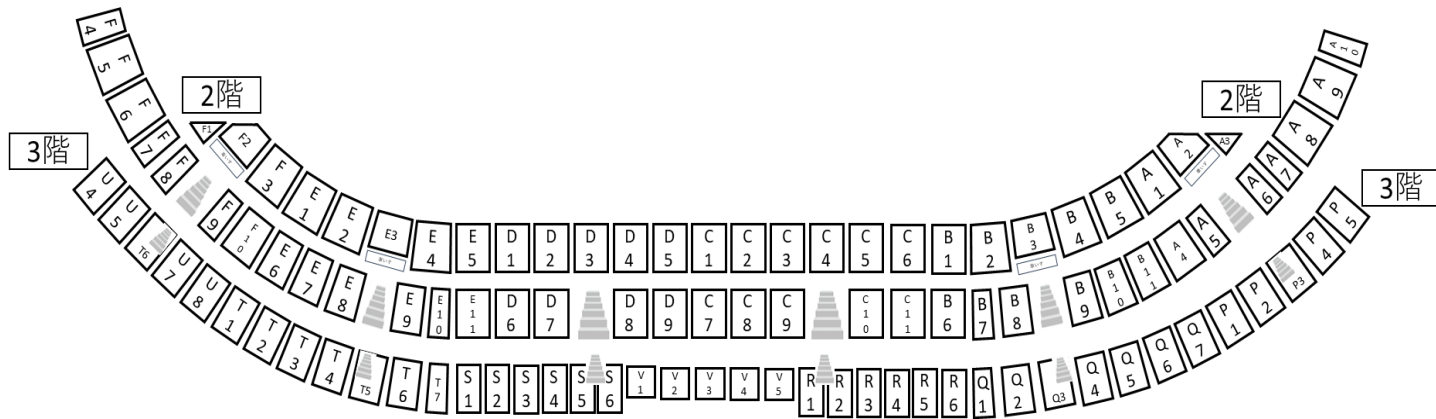 2階
2階
3階
3階
F4
F5
F6
F7
F8
F1
F2
F3
E1
E2
E3
E4
E5
D1
D2
D3
D4
D5
C1
C2
C3
C4
C5
C6
B1
B2
B3
B4
B5
A1
A2
A3
A10
A9
A8
A7
A6
F9
F10
E6
E7
E8
E9
E10
E11
D6
D7
D8
D9
C7
C8
C9
C10
C11
B6
B7
B8
B9
B10
B11
A4
A5
U4
U5
T6
U7
U8
T1
T2
T3
T4
T5
T6
T7
S1
S2
S3
S4
S5
S6
V1
V2
V3
V4
V5
R1
R2
R3
R4
R5
R6
Q1
Q2
Q3
Q4
Q5
Q6
Q7
P1
P2
P3
P4
P5